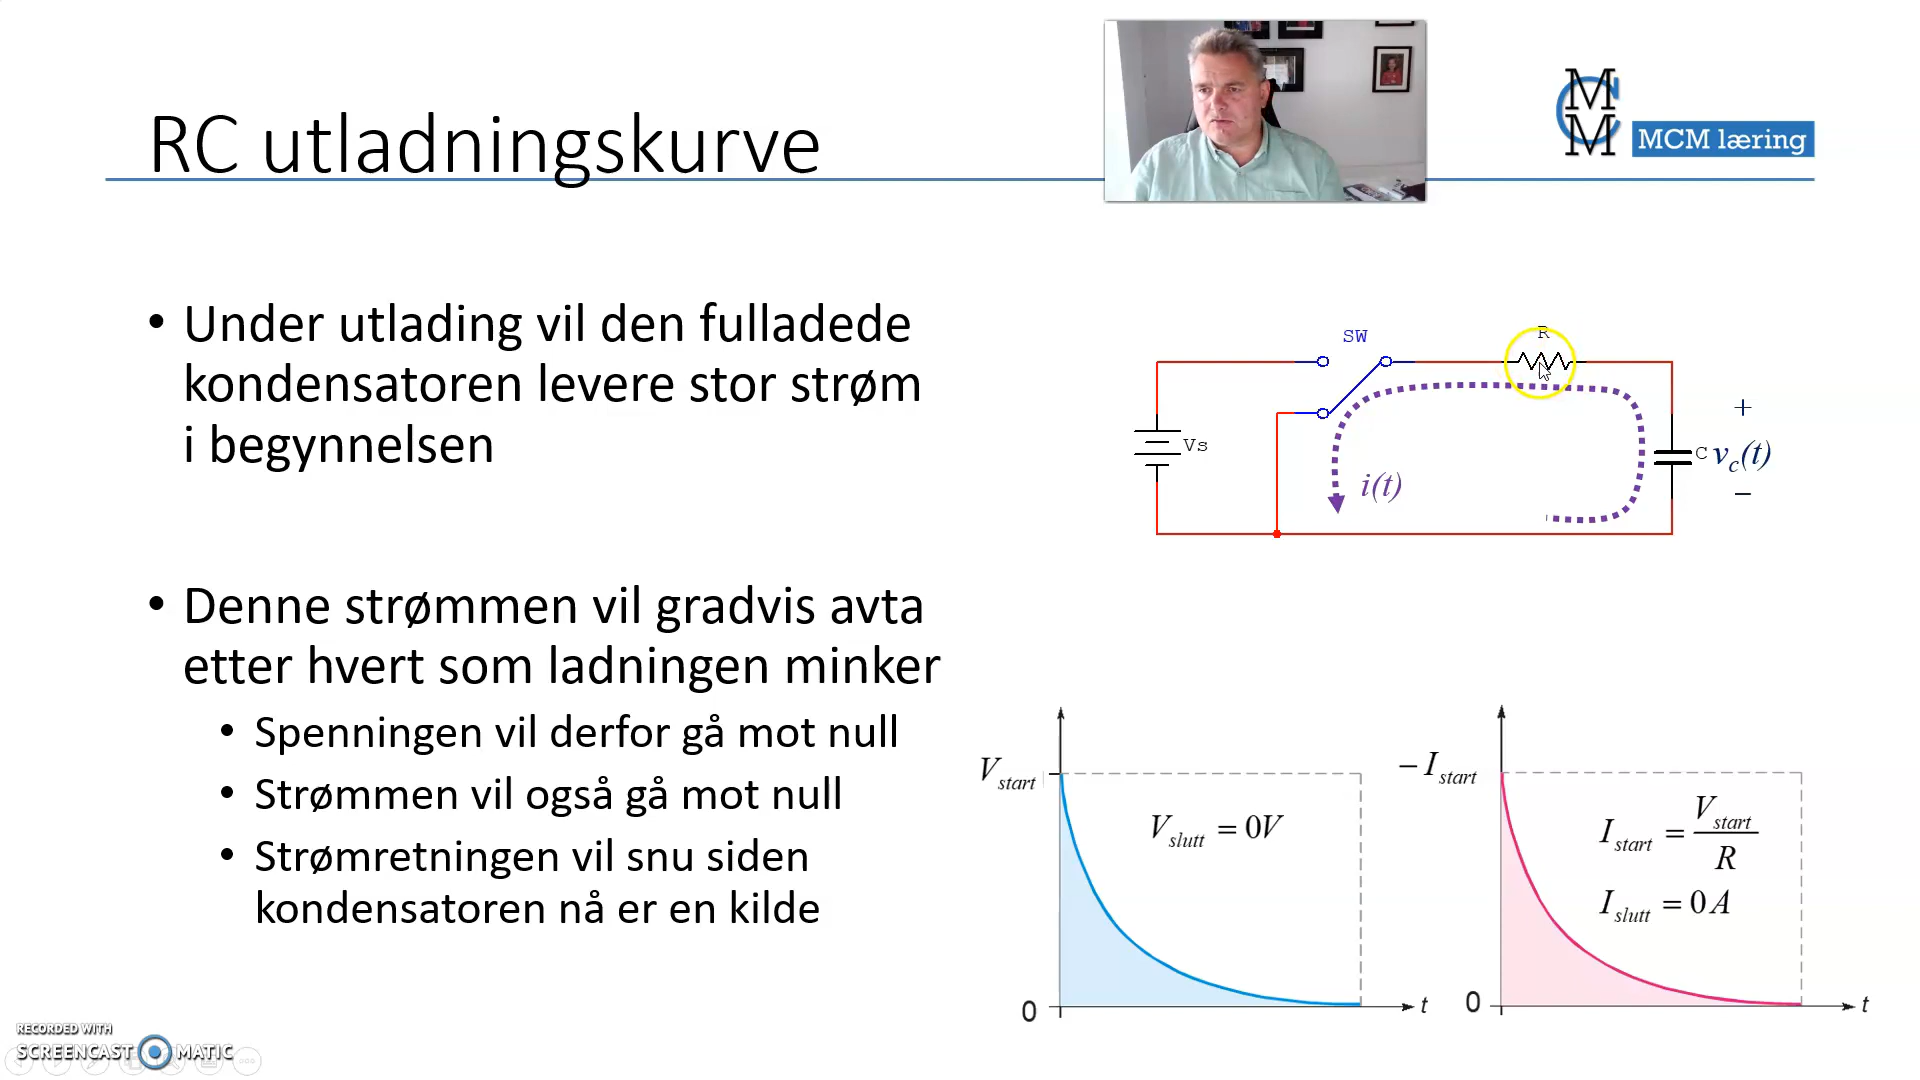 RC utladningskurve
MCM
MCM læring
• Under utlading vil den fulladede
kondensatoren levere stor strøm
i begynnelsen
• Denne strømmen vil gradvis avta
etter hvert som ladningen minker
• Spenningen vil derfor gå mot null
• Strømmen vil også gå mot null
• Strømretningen vil snu siden
kondensatoren nå er en kilde
SW
R
Vs
+
C v_c(t)
−
i(t)
V_start
V_slutt = 0V
0
t
− I_start
I_start = V_start / R
I_slutt = 0 A
0
t
RECORDED WITH
SCREENCAST MATIC